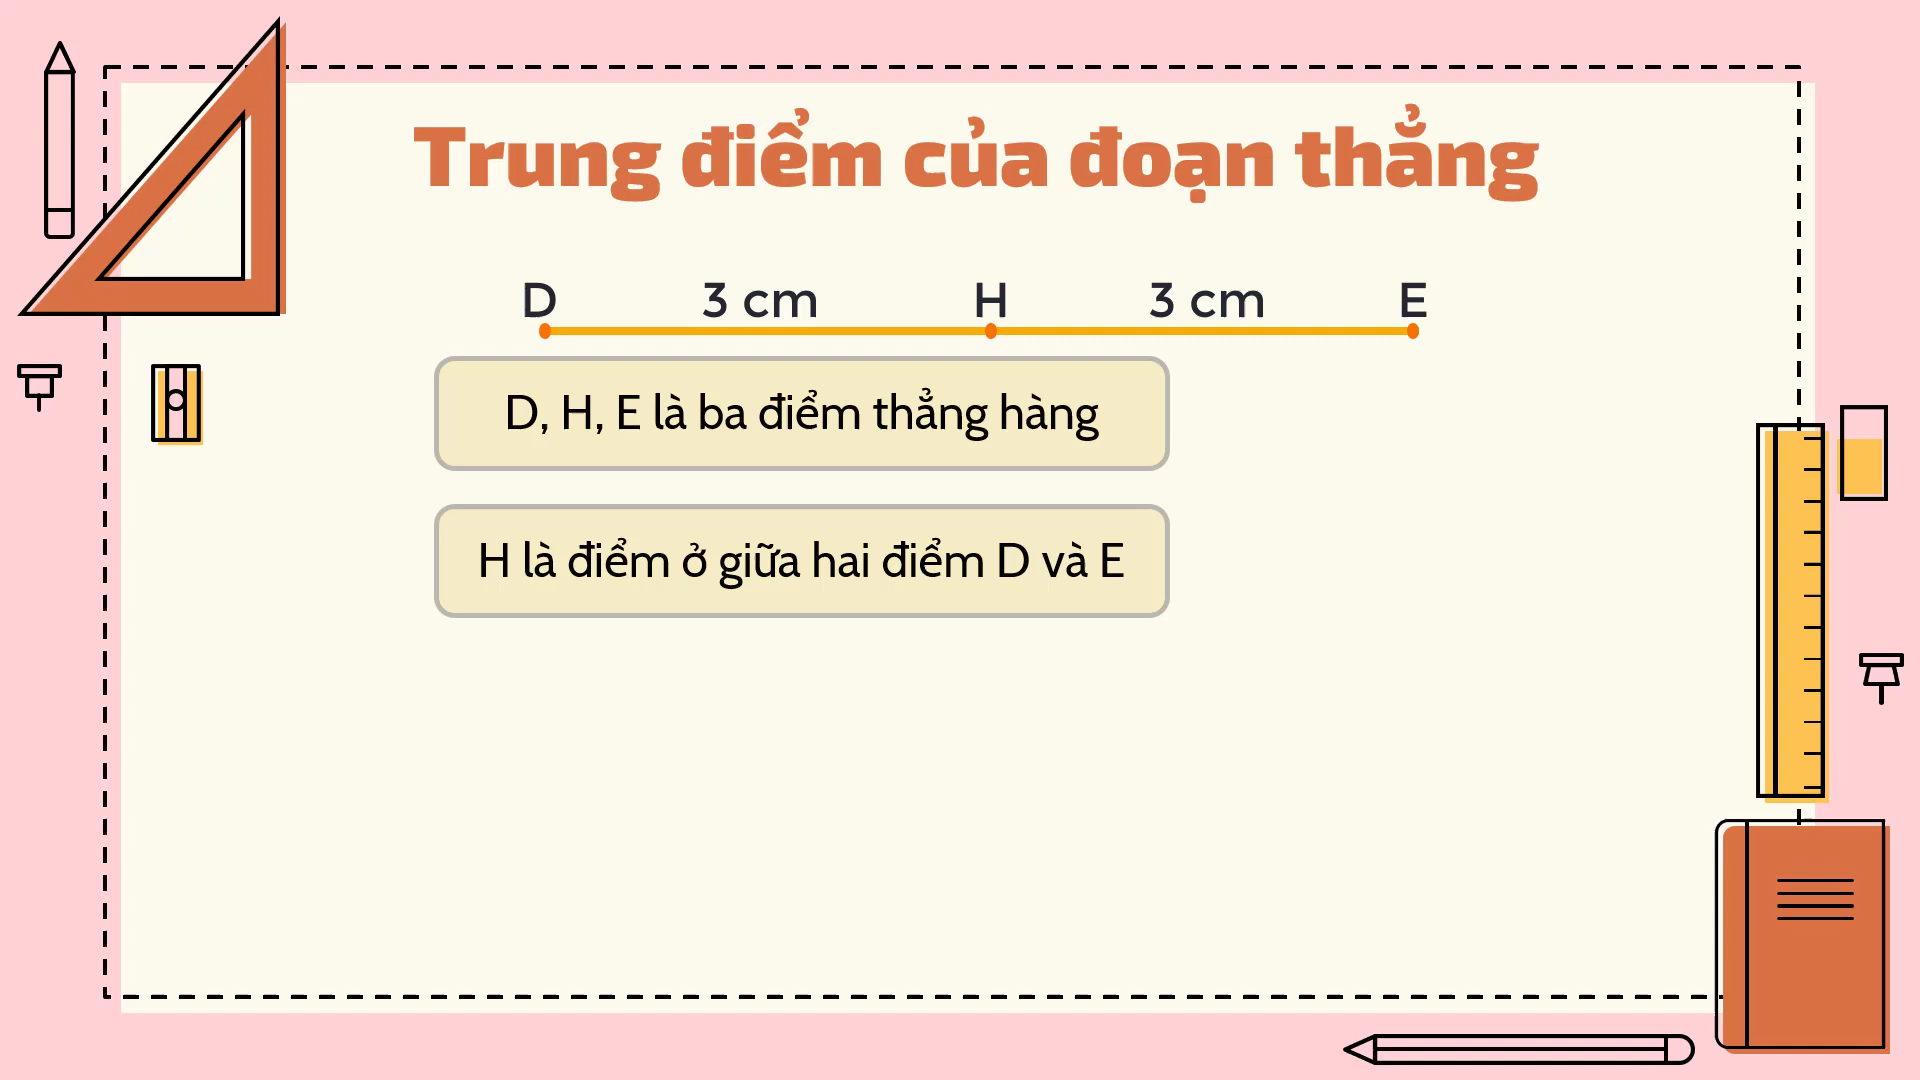 Trung điểm của đoạn thẳng
D 3 cm H 3 cm E
D, H, E là ba điểm thẳng hàng
H là điểm ở giữa hai điểm D và E